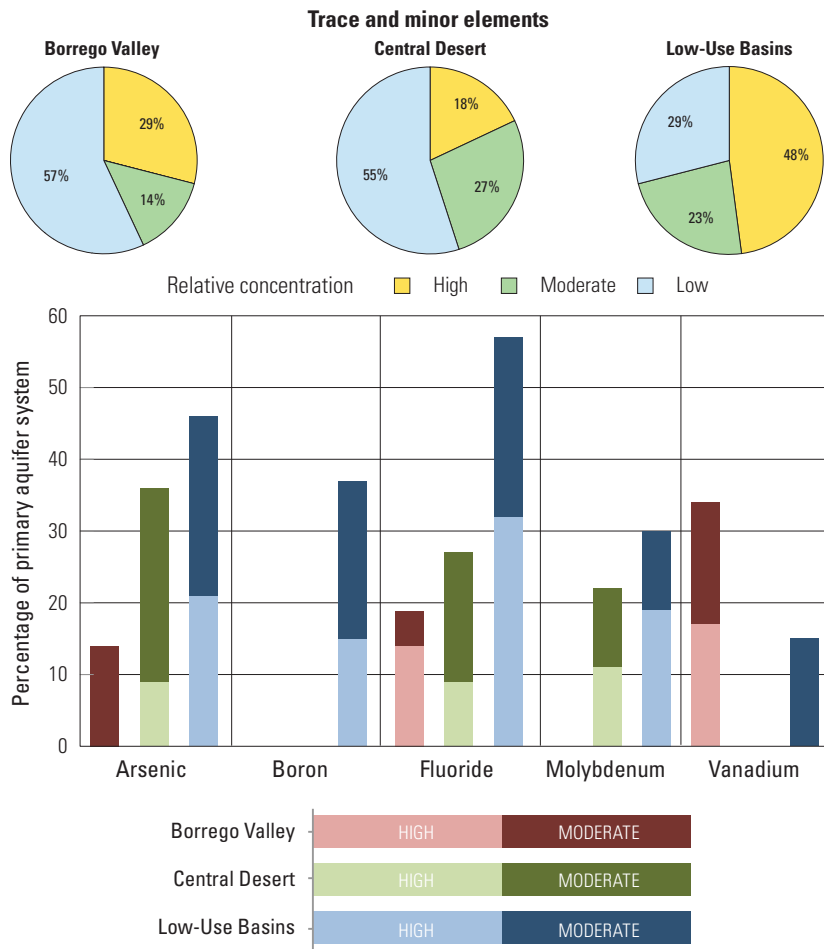 Trace and minor elements
Borrego Valley
Central Desert
Low-Use Basins
29%
14%
57%
18%
27%
55%
48%
23%
29%
Relative concentration High Moderate Low
Percentage of primary aquifer system
60
50
40
30
20
10
0
Arsenic Boron Fluoride Molybdenum Vanadium
Borrego Valley HIGH MODERATE
Central Desert HIGH MODERATE
Low-Use Basins HIGH MODERATE